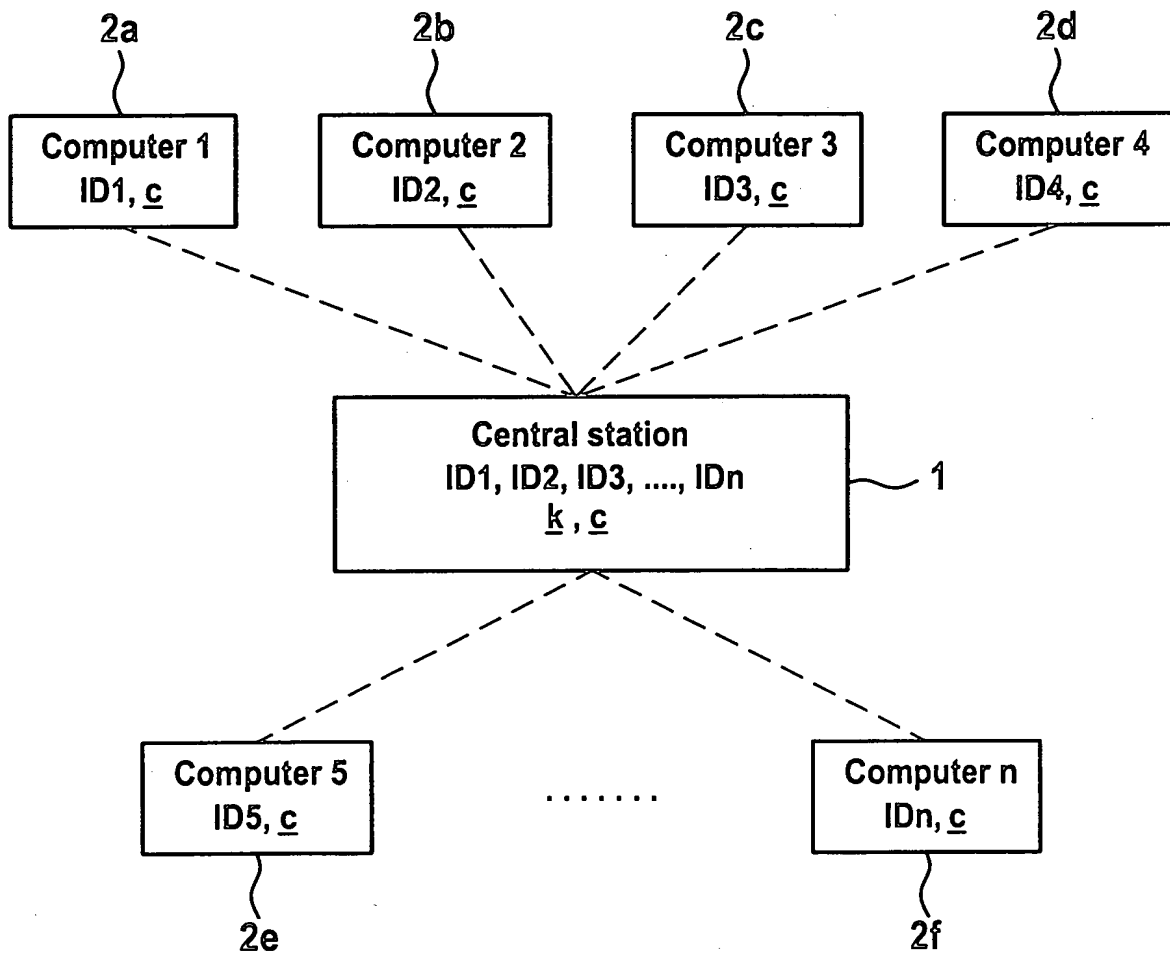 2a
2b
2c
2d
Computer 1
ID1, c
Computer 2
ID2, c
Computer 3
ID3, c
Computer 4
ID4, c
Central station
ID1, ID2, ID3, ...., IDn
k , c
1
Computer 5
ID5, c
.......
Computer n
IDn, c
2e
2f